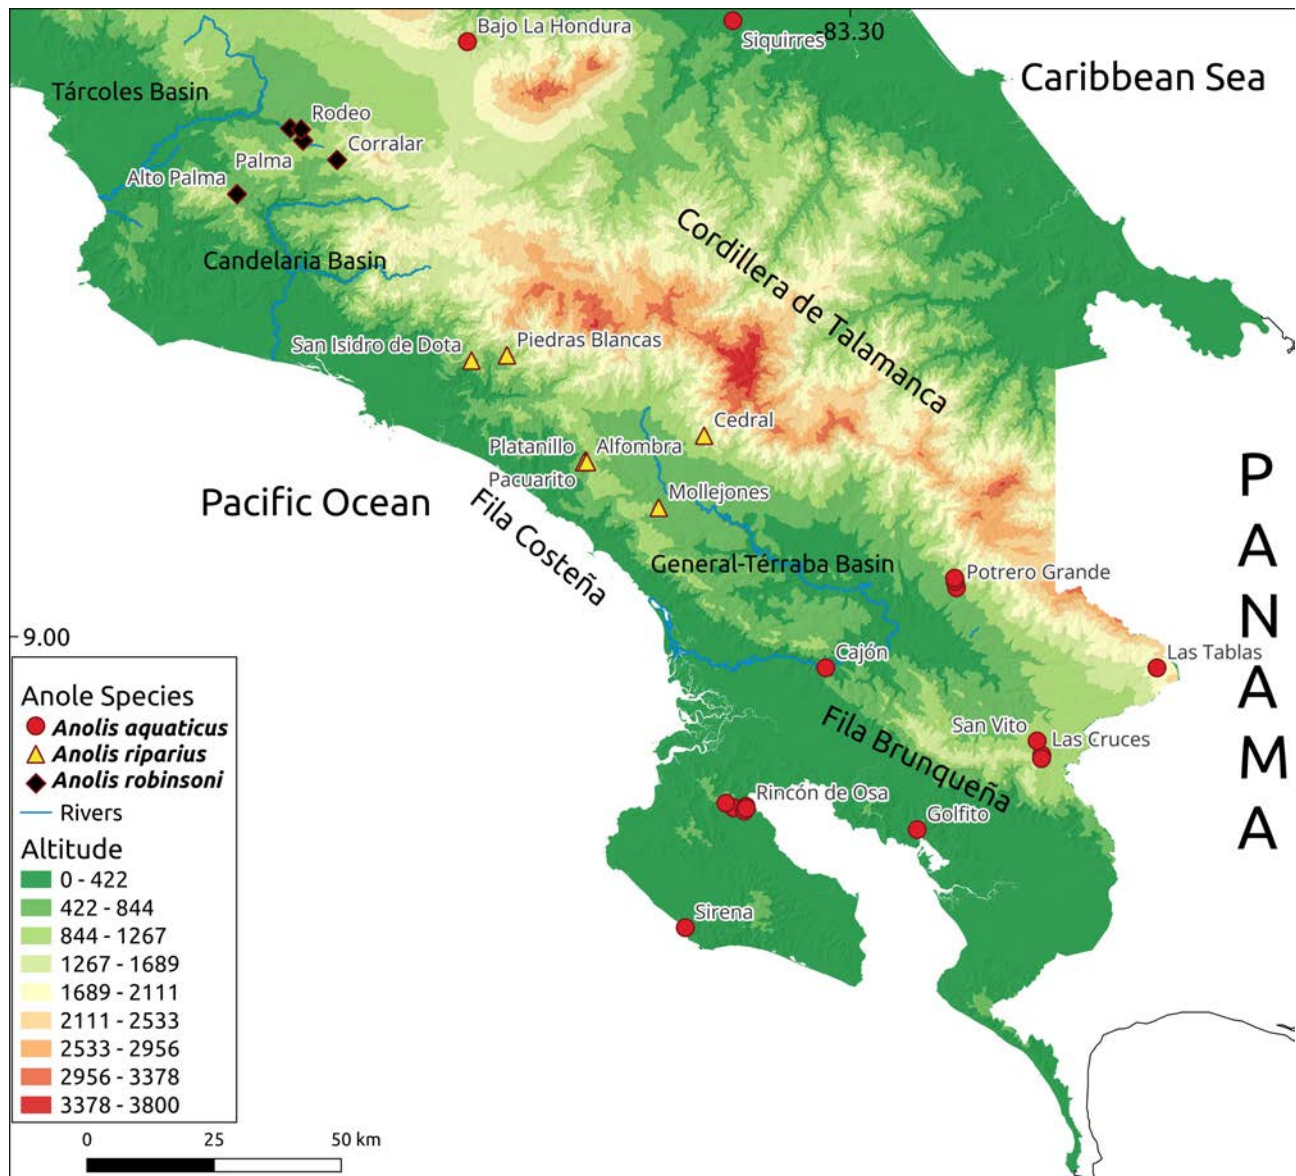 Bajo La Hondura
Siquirres
-83.30
Caribbean Sea
Tárcoles Basin
Rodeo
Corralar
Palma
Alto Palma
Candelaria Basin
Cordillera de Talamanca
San Isidro de Dota
Piedras Blancas
Cedral
Platanillo
Alfombra
Pacuarito
Mollejones
Pacific Ocean
Fila Costeña
General-Térraba Basin
Potrero Grande
PANAMA
9.00
Cajón
Las Tablas
San Vito
Las Cruces
Fila Brunqueña
Rincón de Osa
Golfito
Sirena
Anole Species
Anolis aquaticus
Anolis riparius
Anolis robinsoni
Rivers
Altitude
0 - 422
422 - 844
844 - 1267
1267 - 1689
1689 - 2111
2111 - 2533
2533 - 2956
2956 - 3378
3378 - 3800
0 25 50 km